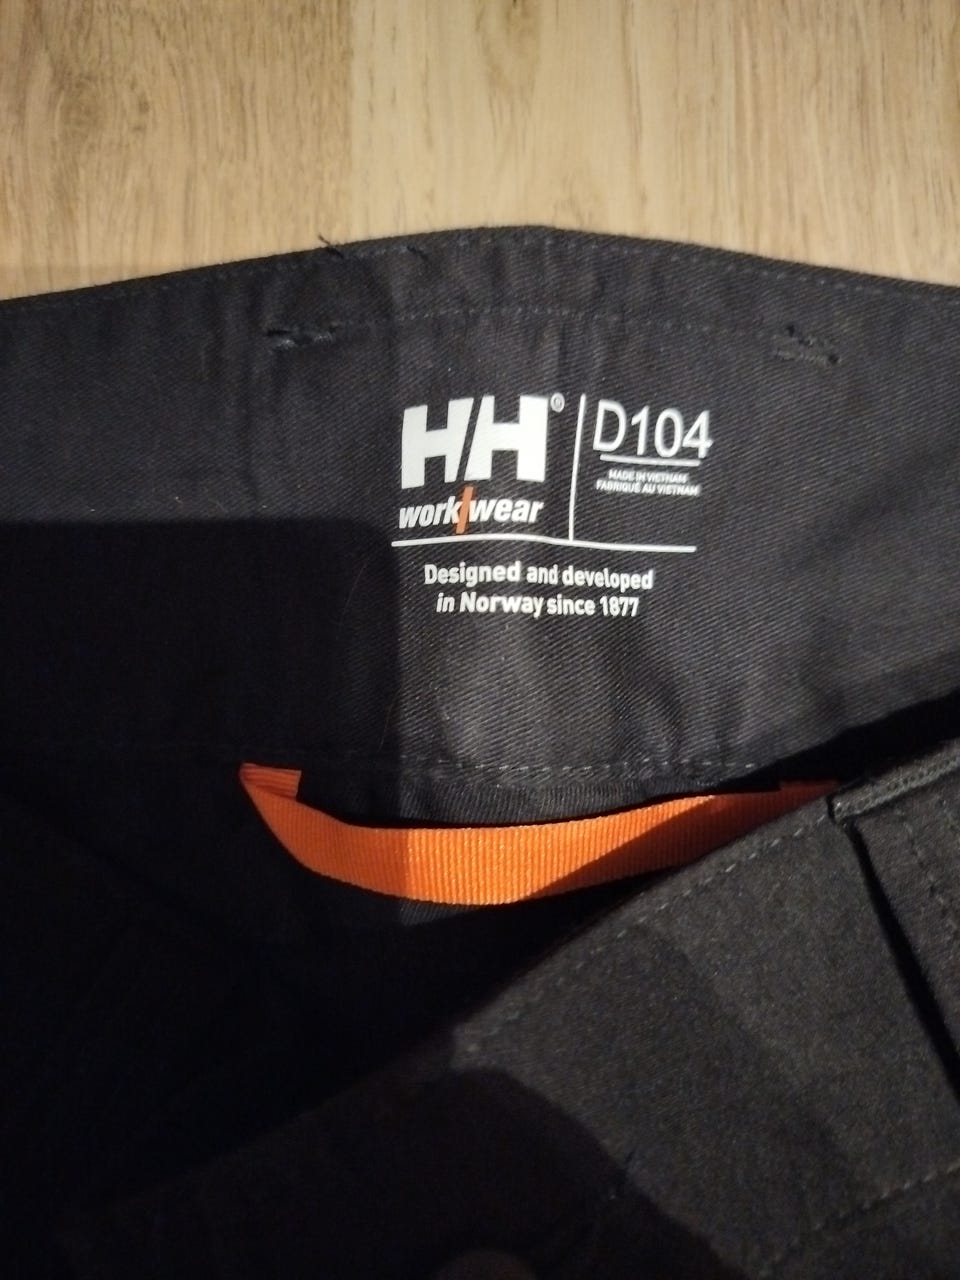 HH®
work/wear
D104
MADE IN VIETNAM
FABRIQUÉ AU VIETNAM
Designed and developed
in Norway since 1877